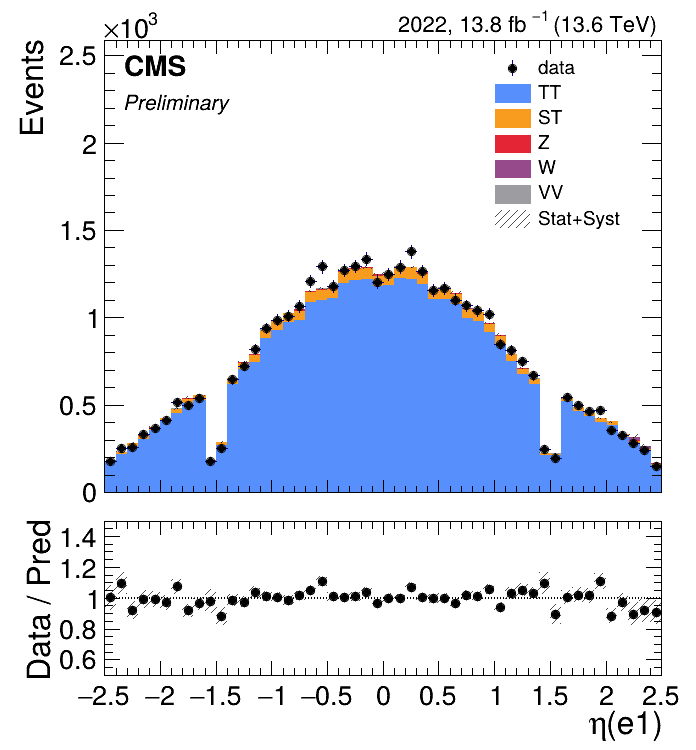 ×10³
2022, 13.8 fb⁻¹ (13.6 TeV)
Events
CMS
Preliminary
data
TT
ST
Z
W
VV
Stat+Syst
2.5
2
1.5
1
0.5
0
Data / Pred
1.4
1.2
1
0.8
0.6
−2.5 −2 −1.5 −1 −0.5 0 0.5 1 1.5 2 2.5
η(e1)